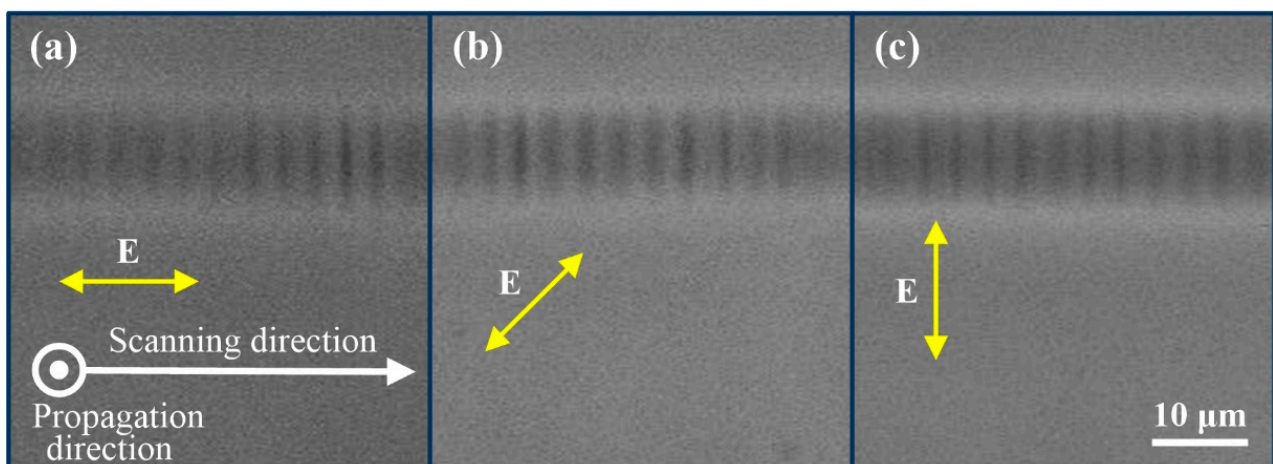 (a)
(b)
(c)
E
E
E
Scanning direction
Propagation
direction
10 μm